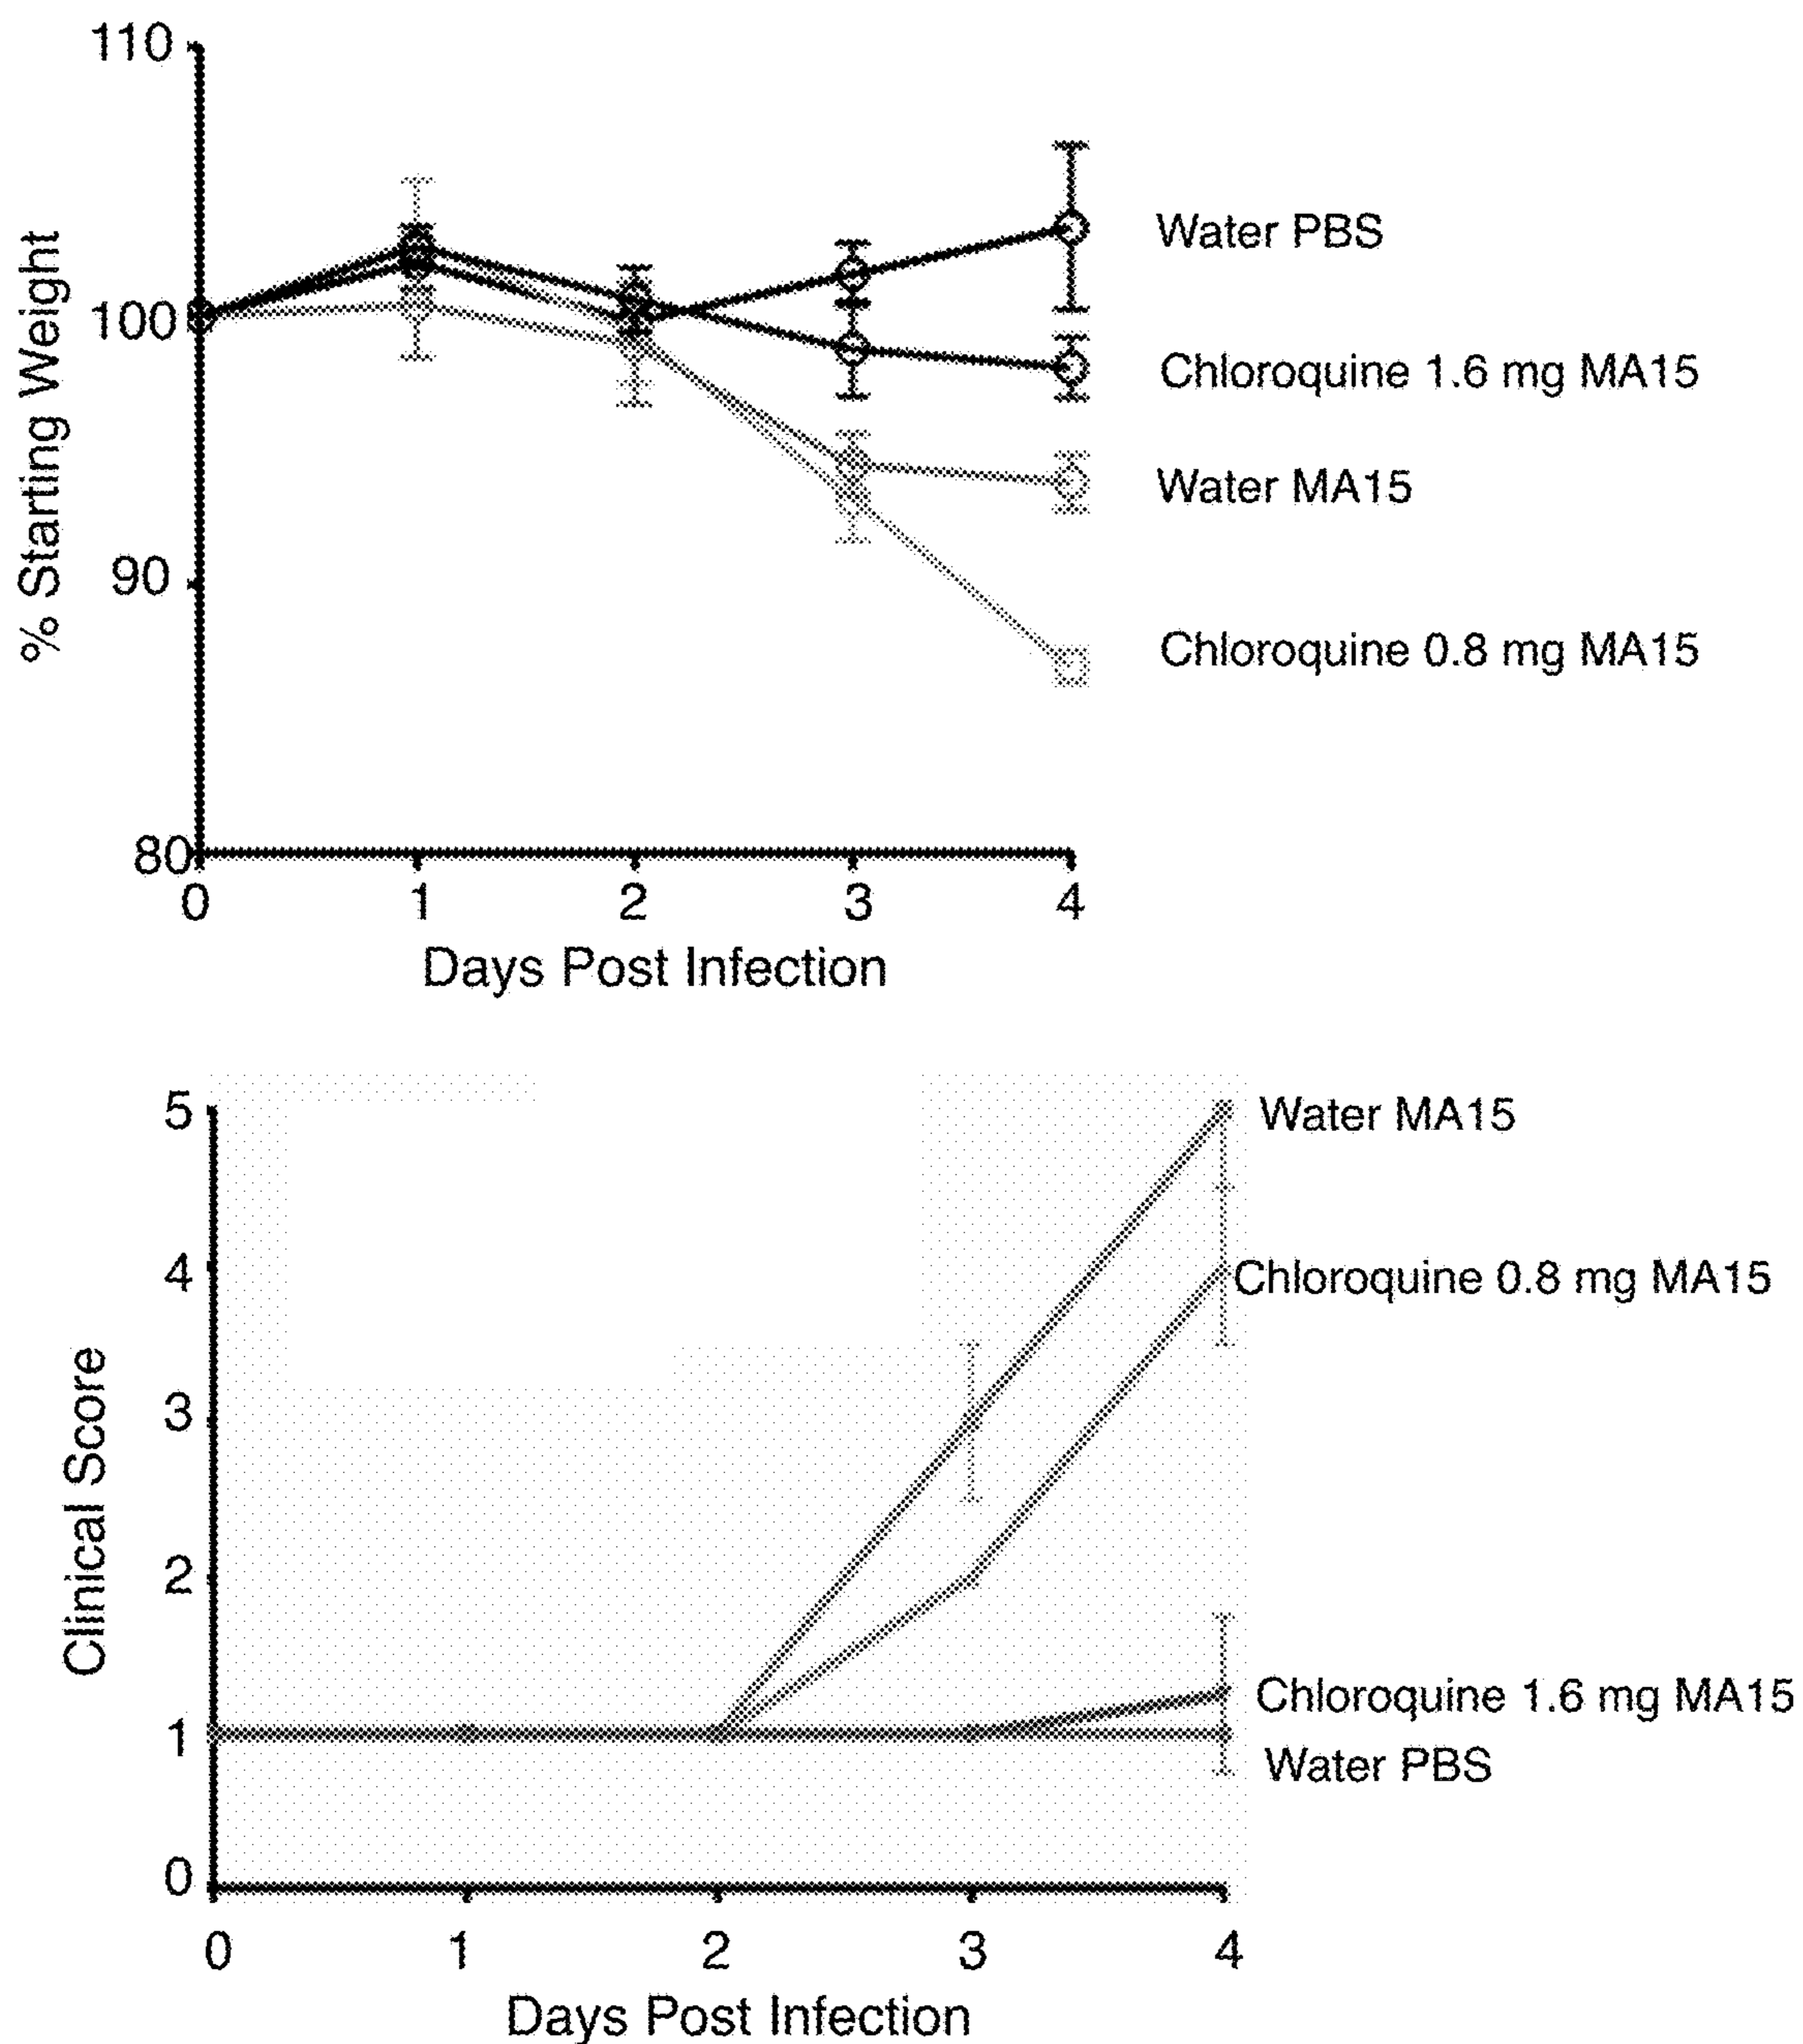 110
100
90
80
% Starting Weight
0 1 2 3 4
Days Post Infection
Water PBS
Chloroquine 1.6 mg MA15
Water MA15
Chloroquine 0.8 mg MA15
5
4
3
2
1
0
Clinical Score
0 1 2 3 4
Days Post Infection
Water MA15
Chloroquine 0.8 mg MA15
Chloroquine 1.6 mg MA15
Water PBS